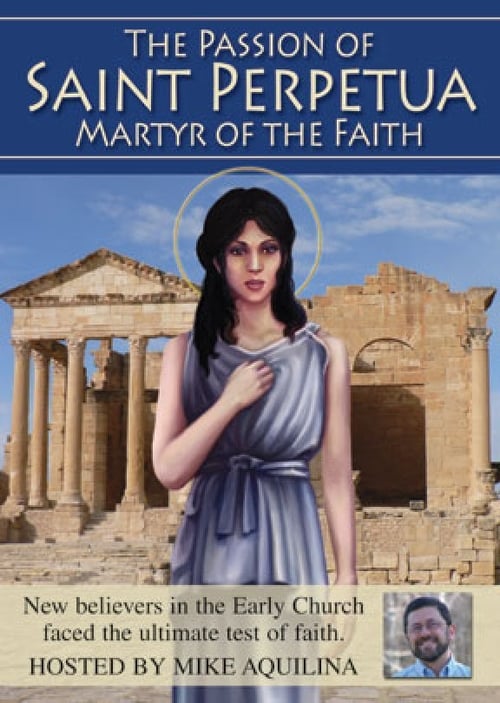 THE PASSION OF
SAINT PERPETUA
MARTYR OF THE FAITH
New believers in the Early Church
faced the ultimate test of faith.
HOSTED BY MIKE AQUILINA